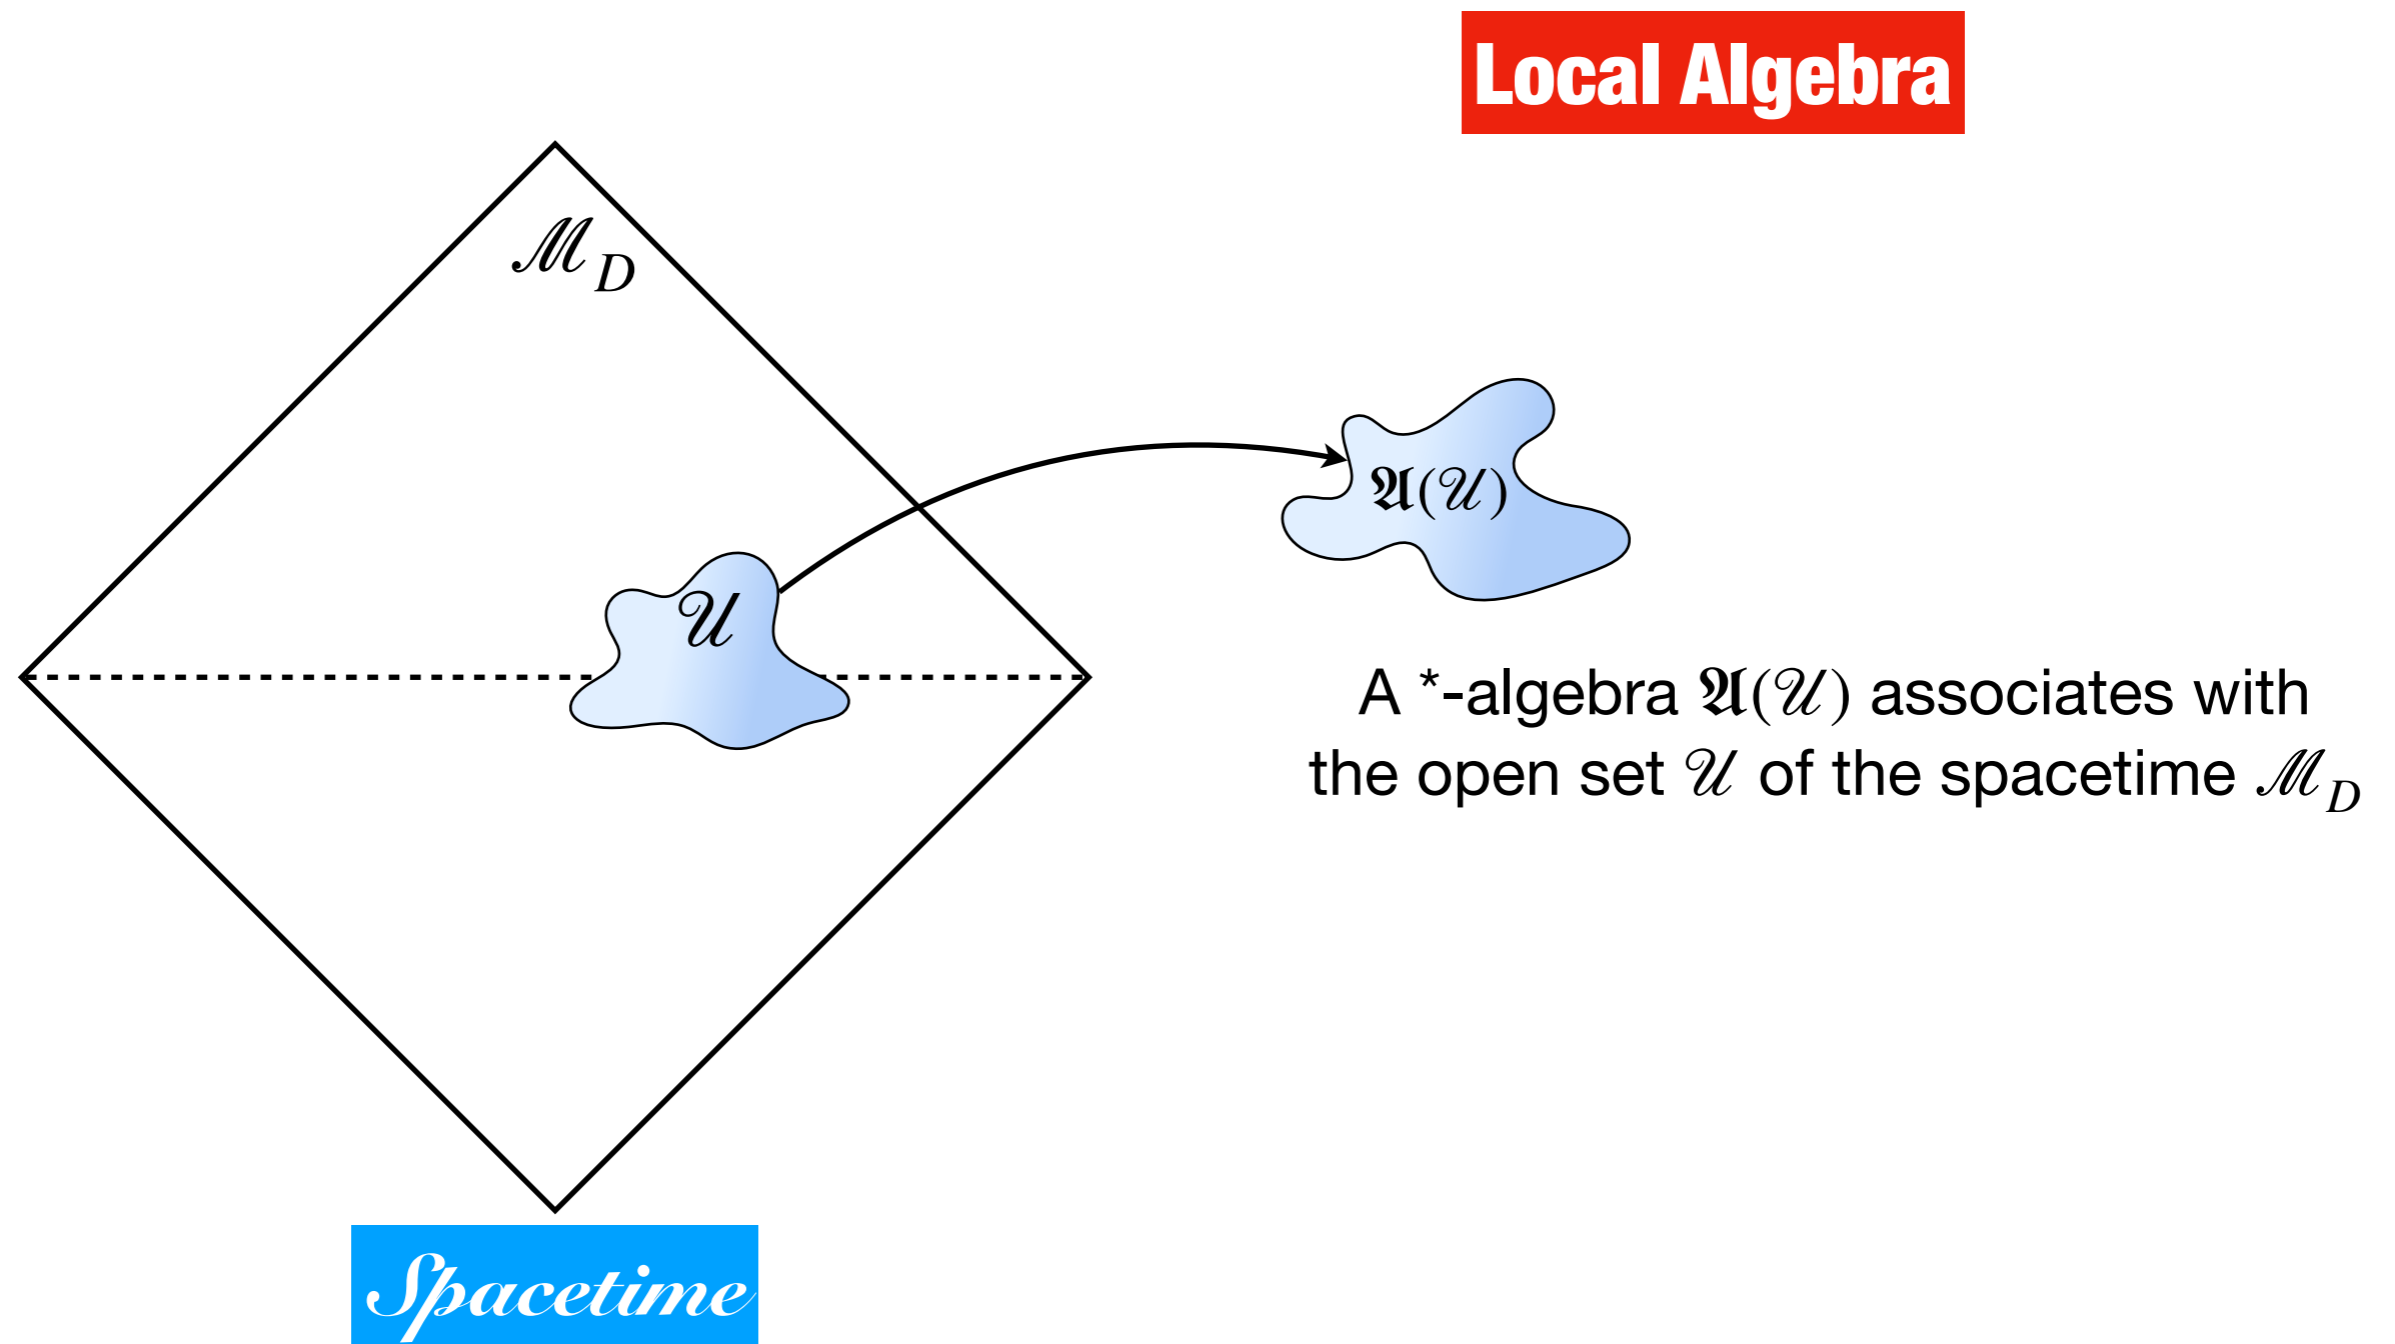 Local Algebra
ℳ_D
𝒰
𝔄(𝒰)
A *-algebra 𝔄(𝒰) associates with
the open set 𝒰 of the spacetime ℳ_D
Spacetime